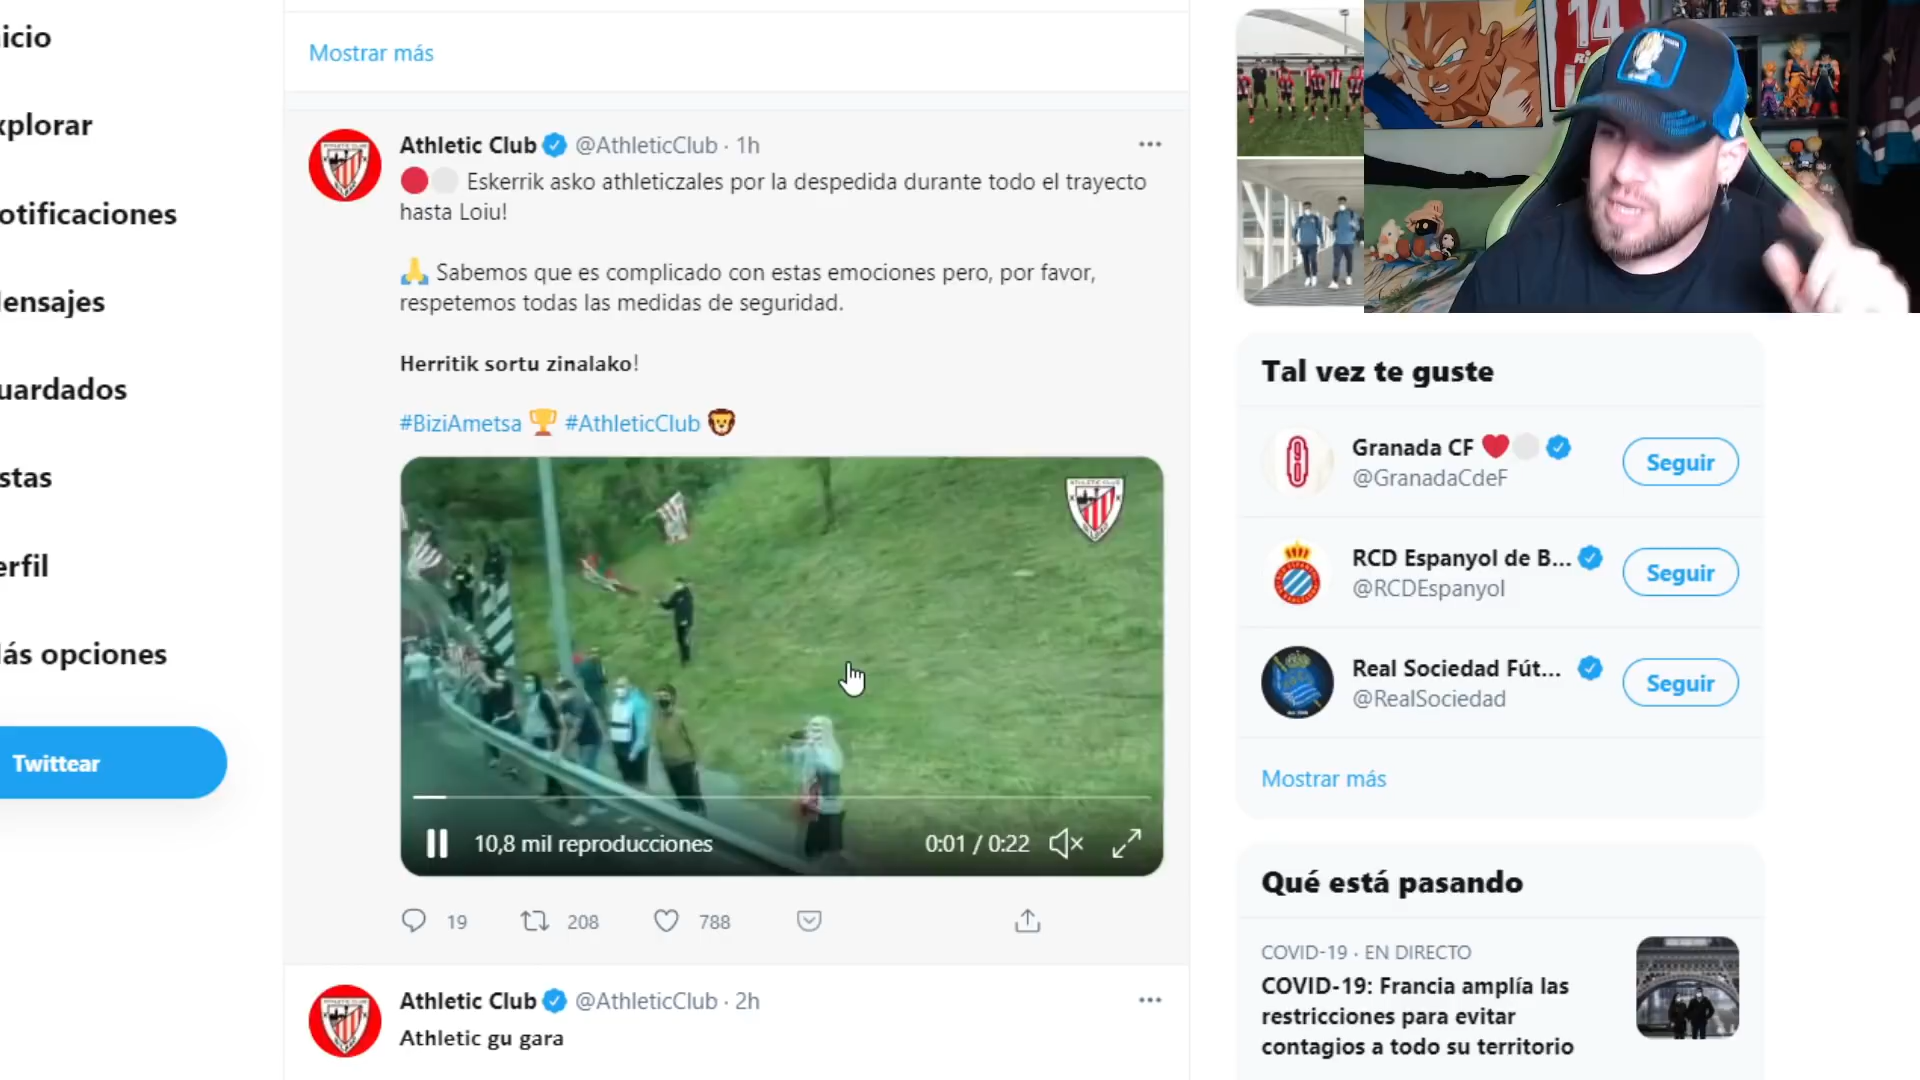 icio
xplorar
otificaciones
ensajes
uardados
stas
erfil
ás opciones
Twittear
Mostrar más
Athletic Club @AthleticClub · 1h
Eskerrik asko athleticzales por la despedida durante todo el trayecto
hasta Loiu!
Sabemos que es complicado con estas emociones pero, por favor,
respetemos todas las medidas de seguridad.
Herritik sortu zinalako!
#BiziAmetsa #AthleticClub
10,8 mil reproducciones
0:01 / 0:22
19 208 788
Athletic Club @AthleticClub · 2h
Athletic gu gara
14
Tal vez te guste
Granada CF
@GranadaCdeF
Seguir
RCD Espanyol de B...
@RCDEspanyol
Seguir
Real Sociedad Fút...
@RealSociedad
Seguir
Mostrar más
Qué está pasando
COVID-19 · EN DIRECTO
COVID-19: Francia amplía las
restricciones para evitar
contagios a todo su territorio